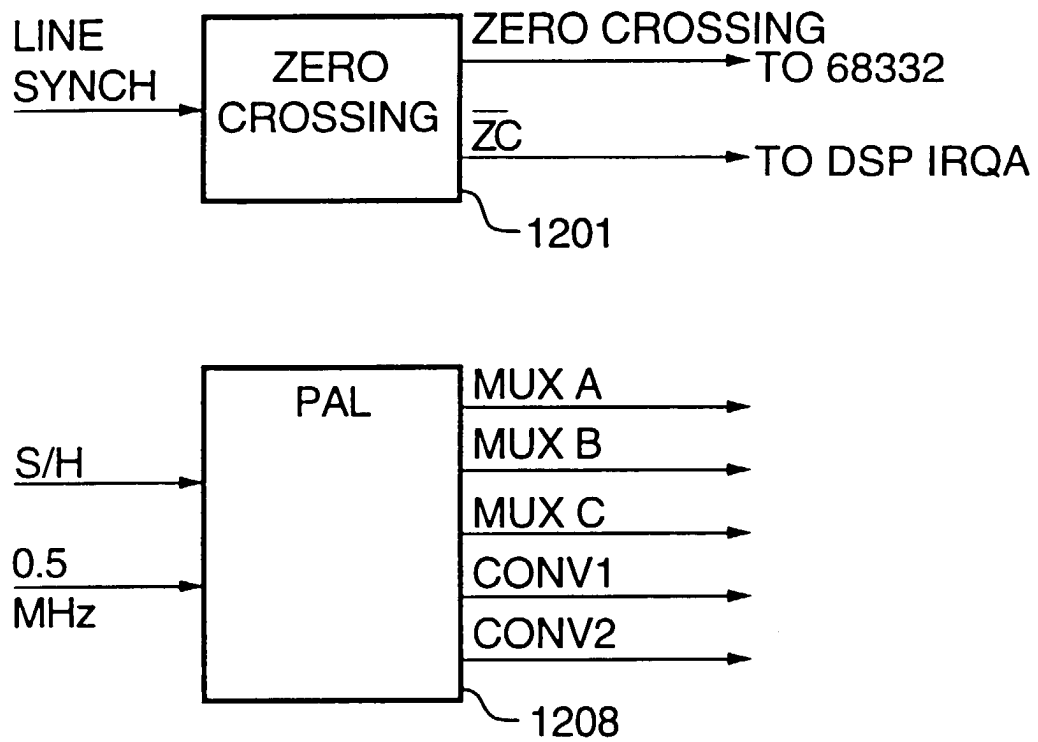 LINE
SYNCH
ZERO
CROSSING
ZERO CROSSING
TO 68332
Z̅C̅
TO DSP IRQA
1201
PAL
S/H
0.5
MHz
MUX A
MUX B
MUX C
CONV1
CONV2
1208